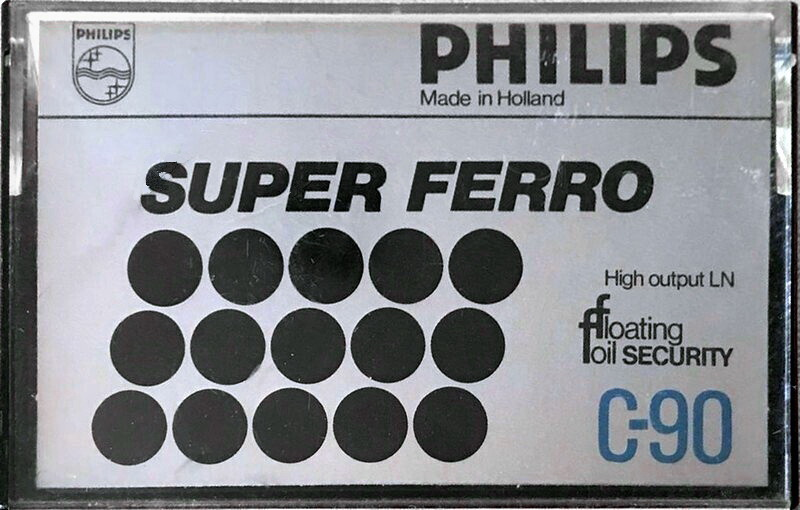 PHILIPS
PHILIPS
Made in Holland
SUPER FERRO
High output LN
floating
foil SECURITY
C-90